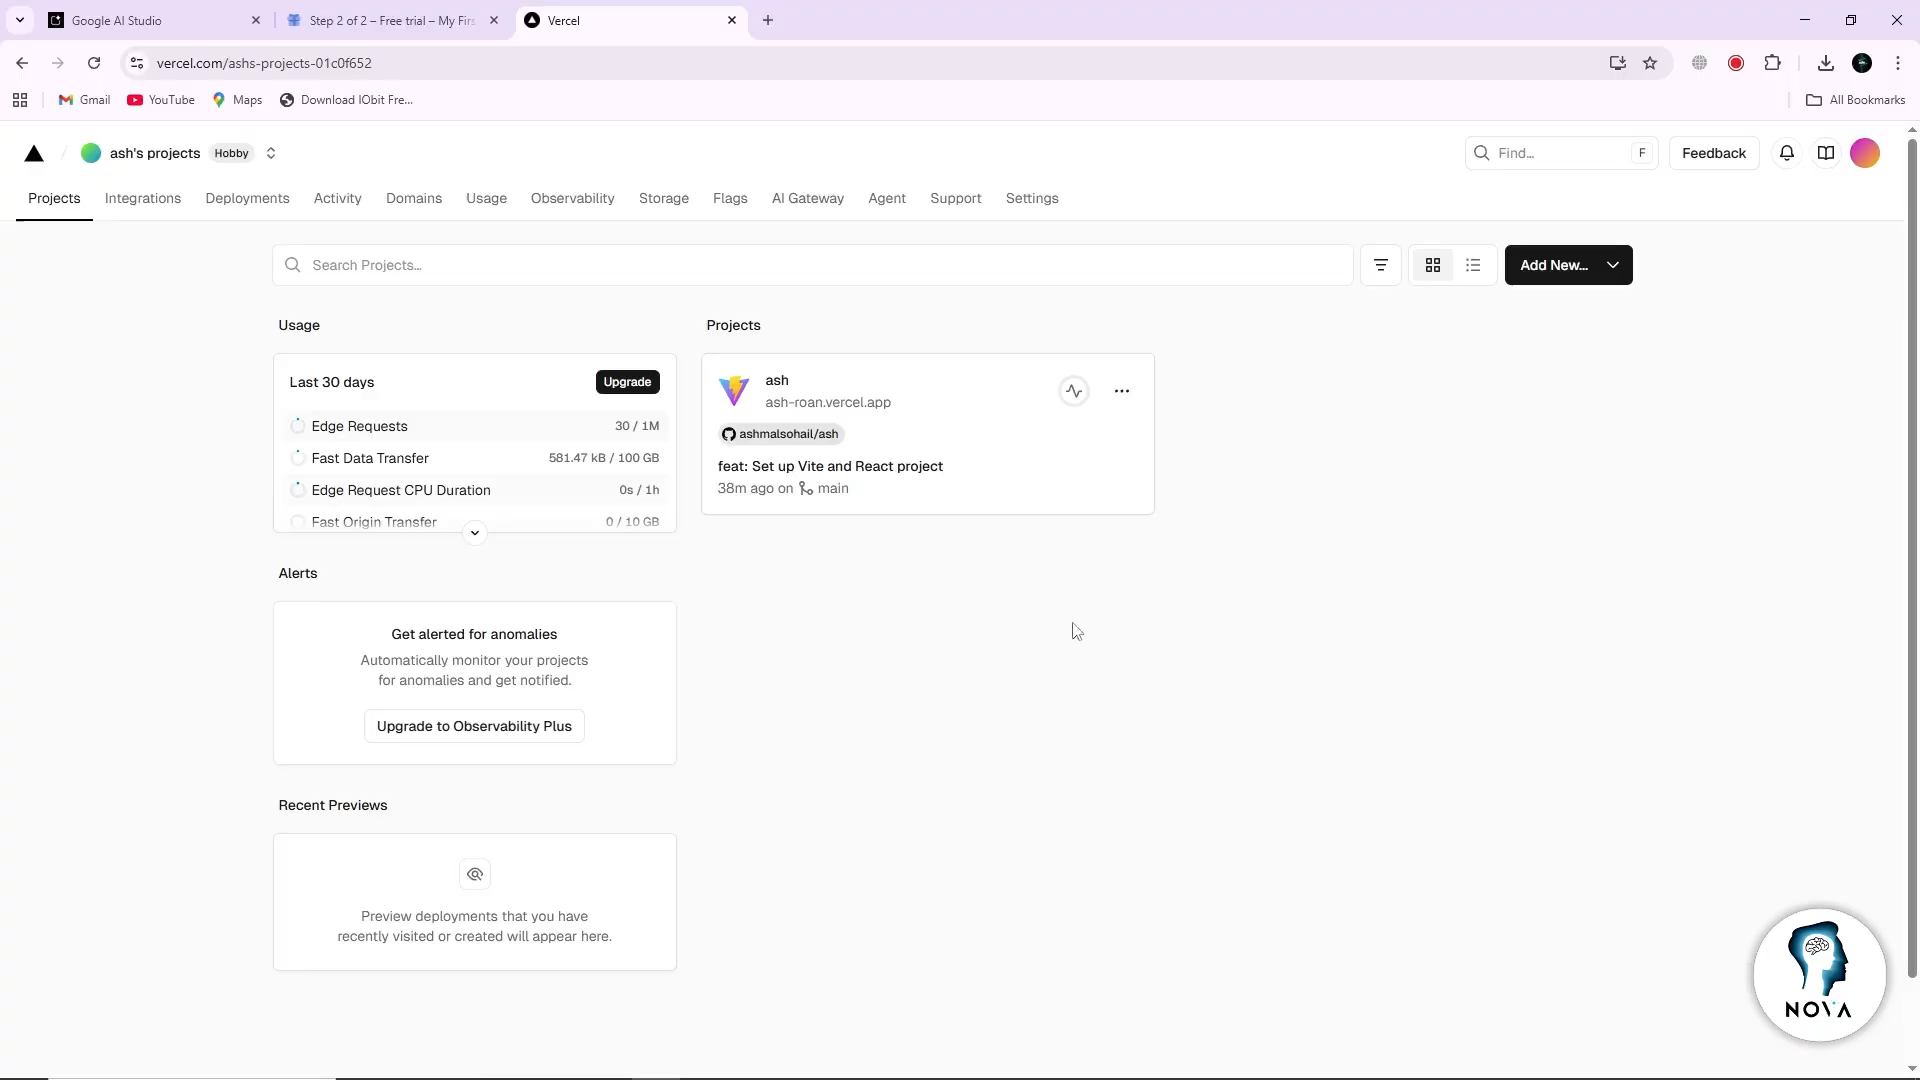 Google AI Studio
Step 2 of 2 – Free trial – My Firs
Vercel
vercel.com/ashs-projects-01c0f652
Gmail
YouTube
Maps
Download IObit Fre...
All Bookmarks
ash's projects
Hobby
Find...
F
Feedback
Projects
Integrations
Deployments
Activity
Domains
Usage
Observability
Storage
Flags
AI Gateway
Agent
Support
Settings
Search Projects...
Add New...
Usage
Last 30 days
Upgrade
Edge Requests
30 / 1M
Fast Data Transfer
581.47 kB / 100 GB
Edge Request CPU Duration
0s / 1h
Fast Origin Transfer
0 / 10 GB
Projects
ash
ash-roan.vercel.app
ashmalsohail/ash
feat: Set up Vite and React project
38m ago on main
Alerts
Get alerted for anomalies
Automatically monitor your projects
for anomalies and get notified.
Upgrade to Observability Plus
Recent Previews
Preview deployments that you have
recently visited or created will appear here.
NOVA